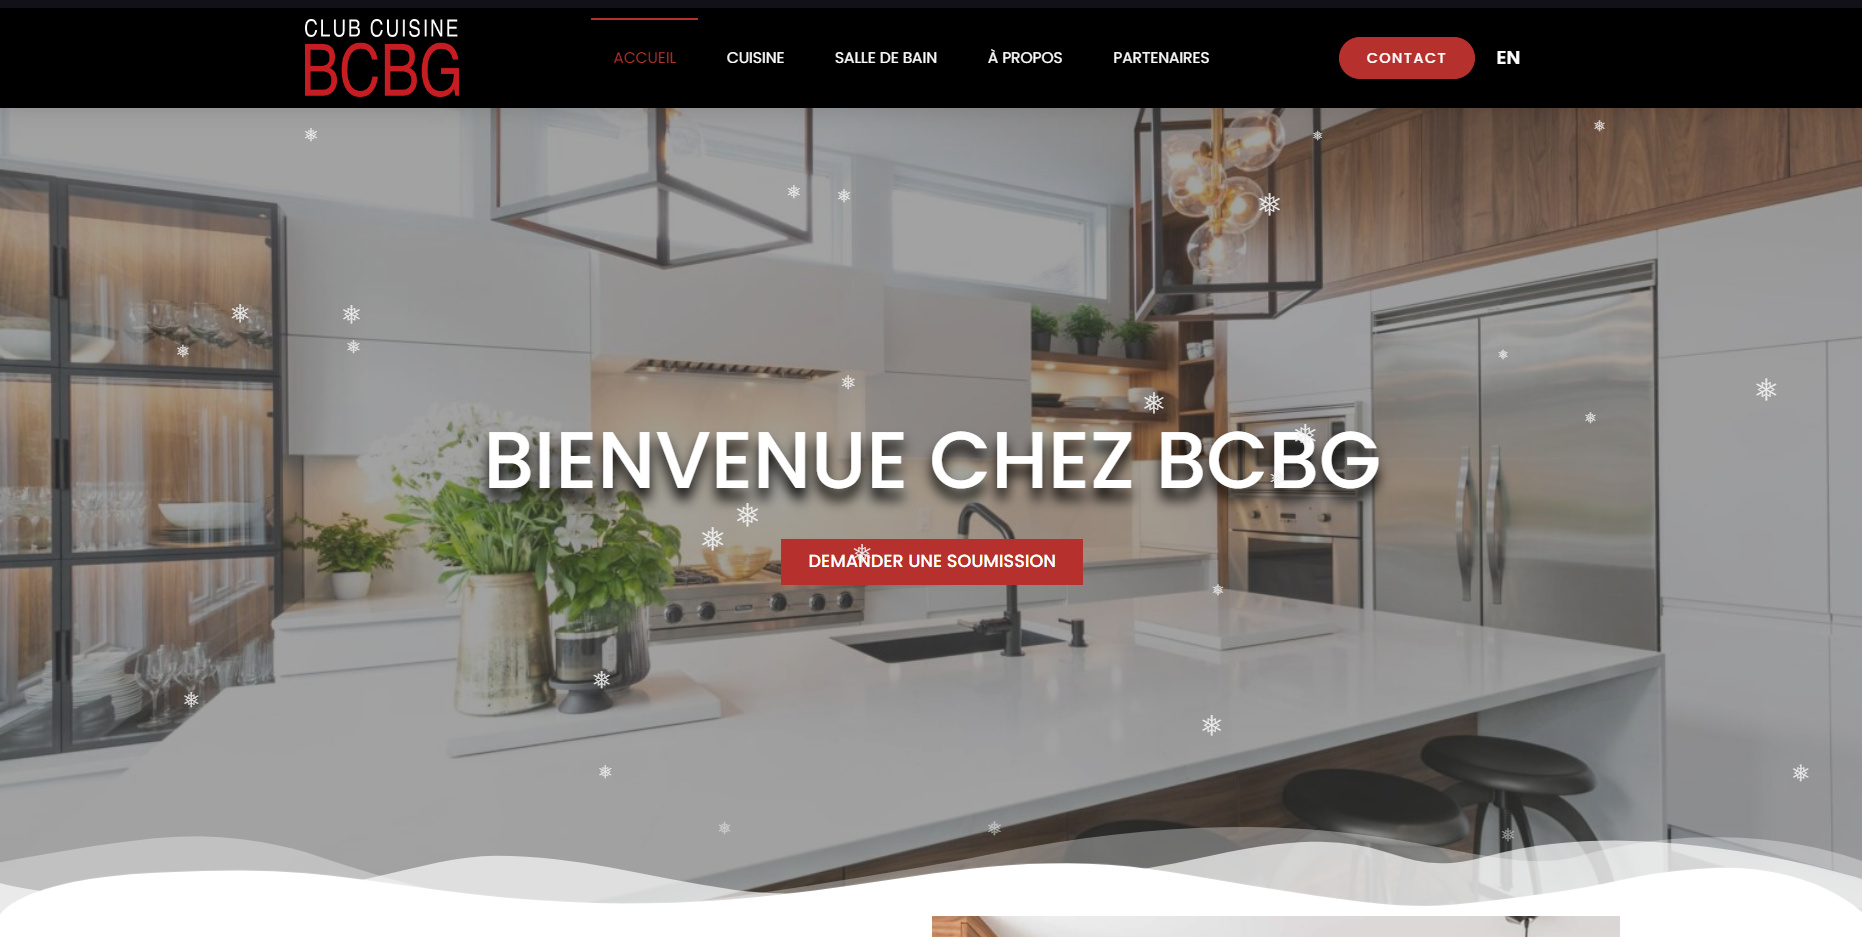 CLUB CUISINE
BCBG
ACCUEIL
CUISINE
SALLE DE BAIN
À PROPOS
PARTENAIRES
CONTACT
EN
BIENVENUE CHEZ BCBG
DEMANDER UNE SOUMISSION